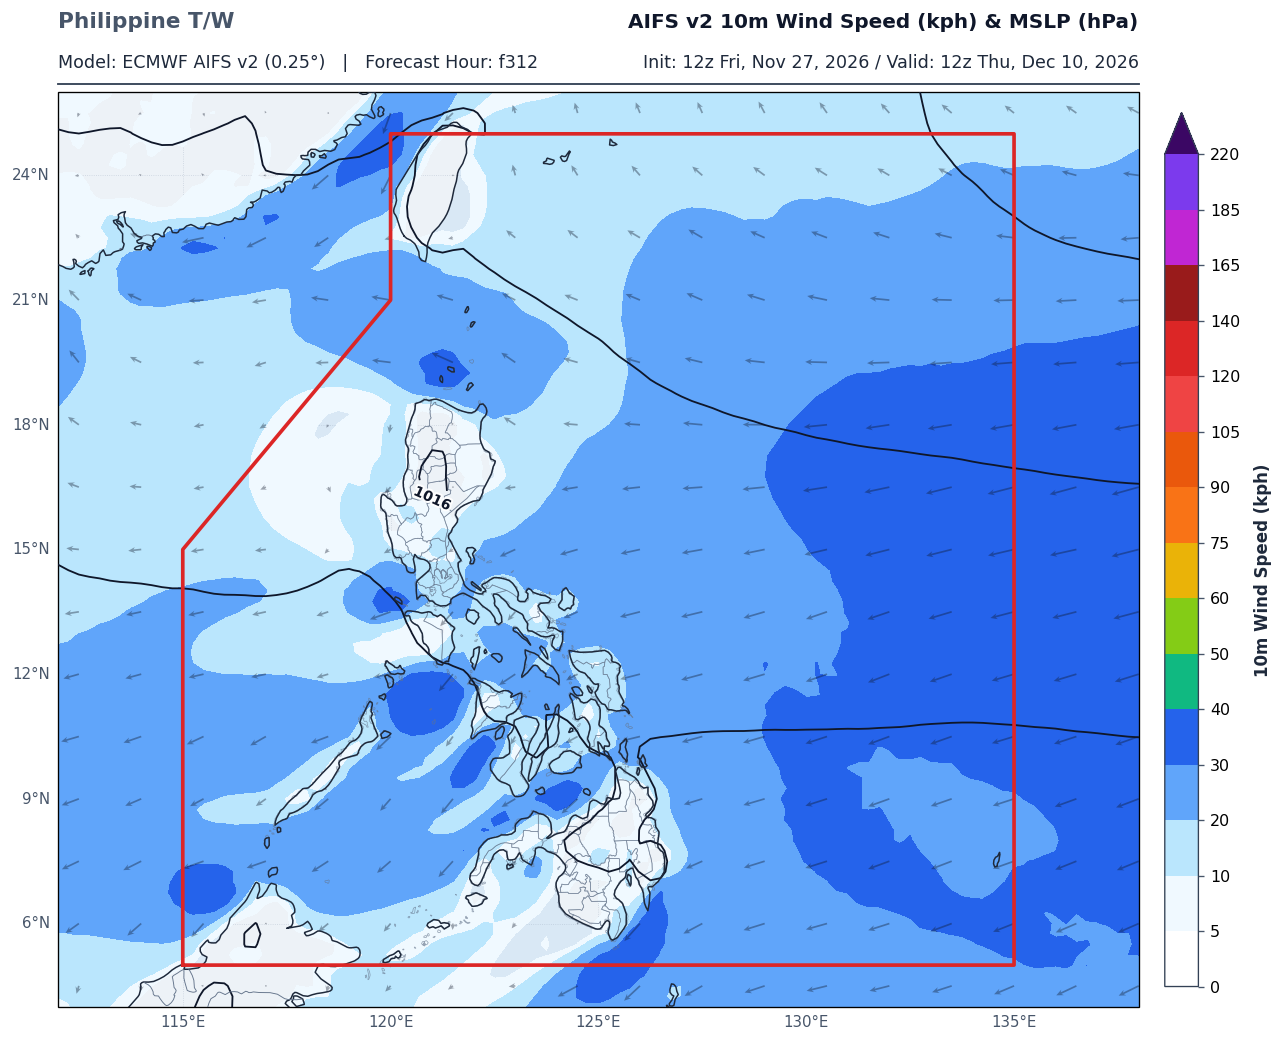 Philippine T/W
AIFS v2 10m Wind Speed (kph) & MSLP (hPa)
Model: ECMWF AIFS v2 (0.25°) | Forecast Hour: f312
Init: 12z Fri, Nov 27, 2026 / Valid: 12z Thu, Dec 10, 2026
24°N
21°N
18°N
15°N
12°N
9°N
6°N
1016
115°E
120°E
125°E
130°E
135°E
220
185
165
140
120
105
90
75
60
50
40
30
20
10
5
0
10m Wind Speed (kph)